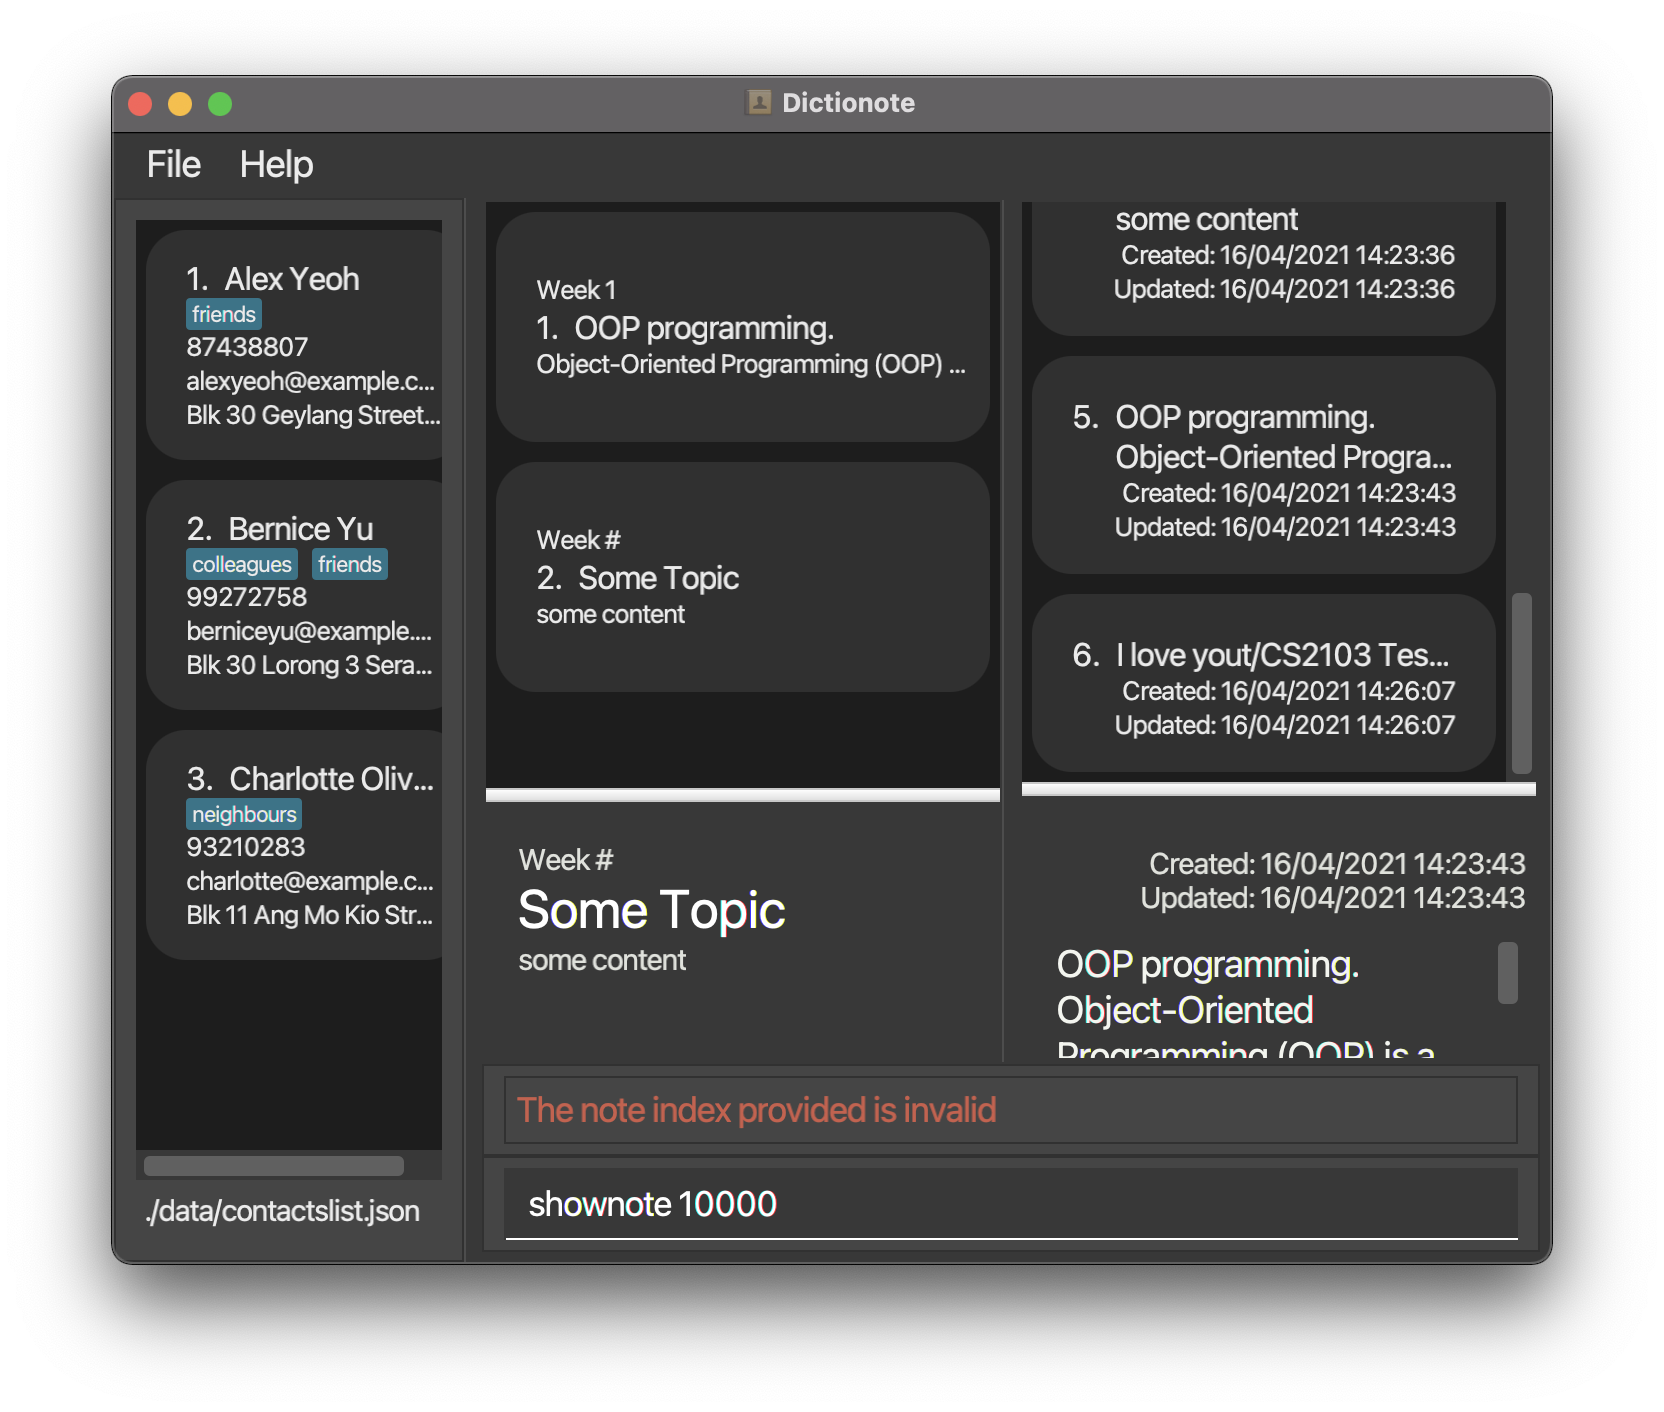 Dictionote
File Help
1. Alex Yeoh
friends
87438807
alexyeoh@example.c...
Blk 30 Geylang Street...
2. Bernice Yu
colleagues friends
99272758
berniceyu@example....
Blk 30 Lorong 3 Sera...
3. Charlotte Oliv...
neighbours
93210283
charlotte@example.c...
Blk 11 Ang Mo Kio Str...
./data/contactslist.json
Week 1
1. OOP programming.
Object-Oriented Programming (OOP) ...
Week #
2. Some Topic
some content
Week #
Some Topic
some content
some content
Created: 16/04/2021 14:23:36
Updated: 16/04/2021 14:23:36
5. OOP programming.
Object-Oriented Progra...
Created: 16/04/2021 14:23:43
Updated: 16/04/2021 14:23:43
6. I love yout/CS2103 Tes...
Created: 16/04/2021 14:26:07
Updated: 16/04/2021 14:26:07
Created: 16/04/2021 14:23:43
Updated: 16/04/2021 14:23:43
OOP programming.
Object-Oriented
Programming (OOP) is a
The note index provided is invalid
shownote 10000